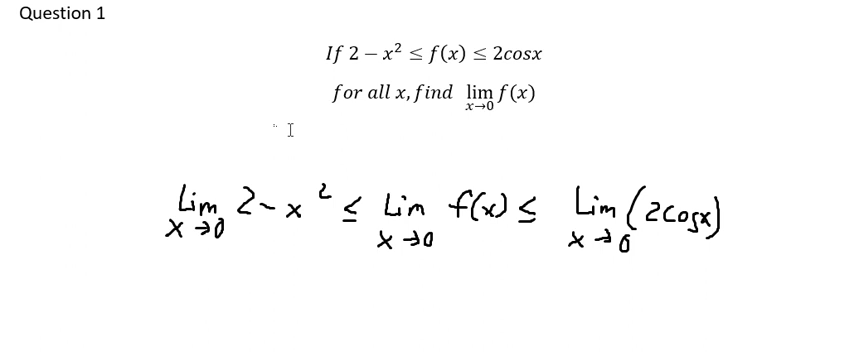 Question 1
If 2 − x² ≤ f(x) ≤ 2cosx
for all x, find lim f(x)
x→0
Lim 2 - x² ≤ Lim f(x) ≤ Lim (2cosx)
x→0 x→0 x→0